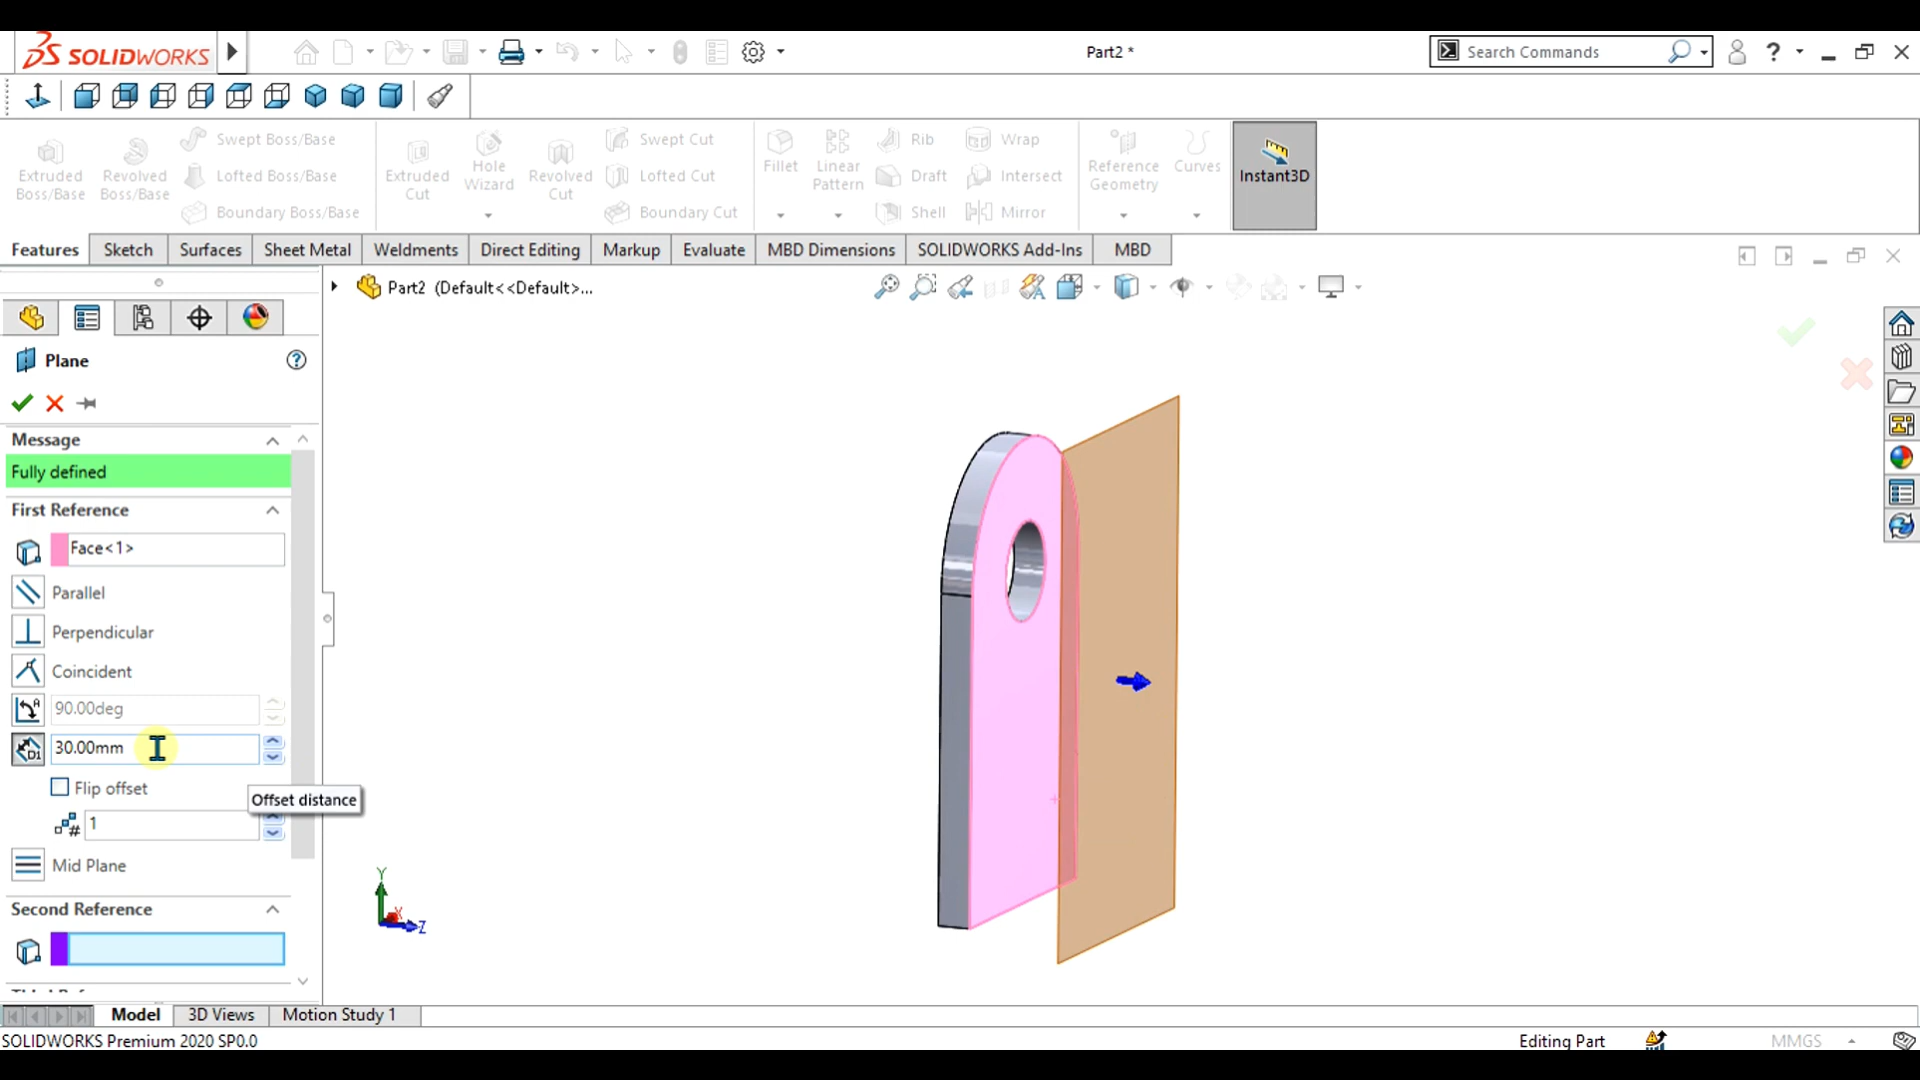 SOLIDWORKS
Part2 *
Search Commands
?
Extruded Boss/Base
Revolved Boss/Base
Swept Boss/Base
Lofted Boss/Base
Boundary Boss/Base
Extruded Cut
Hole Wizard
Revolved Cut
Swept Cut
Lofted Cut
Boundary Cut
Fillet
Linear Pattern
Rib
Draft
Shell
Wrap
Intersect
Mirror
Reference Geometry
Curves
Instant3D
Features
Sketch
Surfaces
Sheet Metal
Weldments
Direct Editing
Markup
Evaluate
MBD Dimensions
SOLIDWORKS Add-Ins
MBD
Part2 (Default<<Default>...
Plane
?
Message
Fully defined
First Reference
Face<1>
Parallel
Perpendicular
Coincident
90.00deg
D1
30.00mm
Flip offset
Offset distance
#
1
Mid Plane
Second Reference
Y
X
Z
Model
3D Views
Motion Study 1
SOLIDWORKS Premium 2020 SP0.0
Editing Part
MMGS